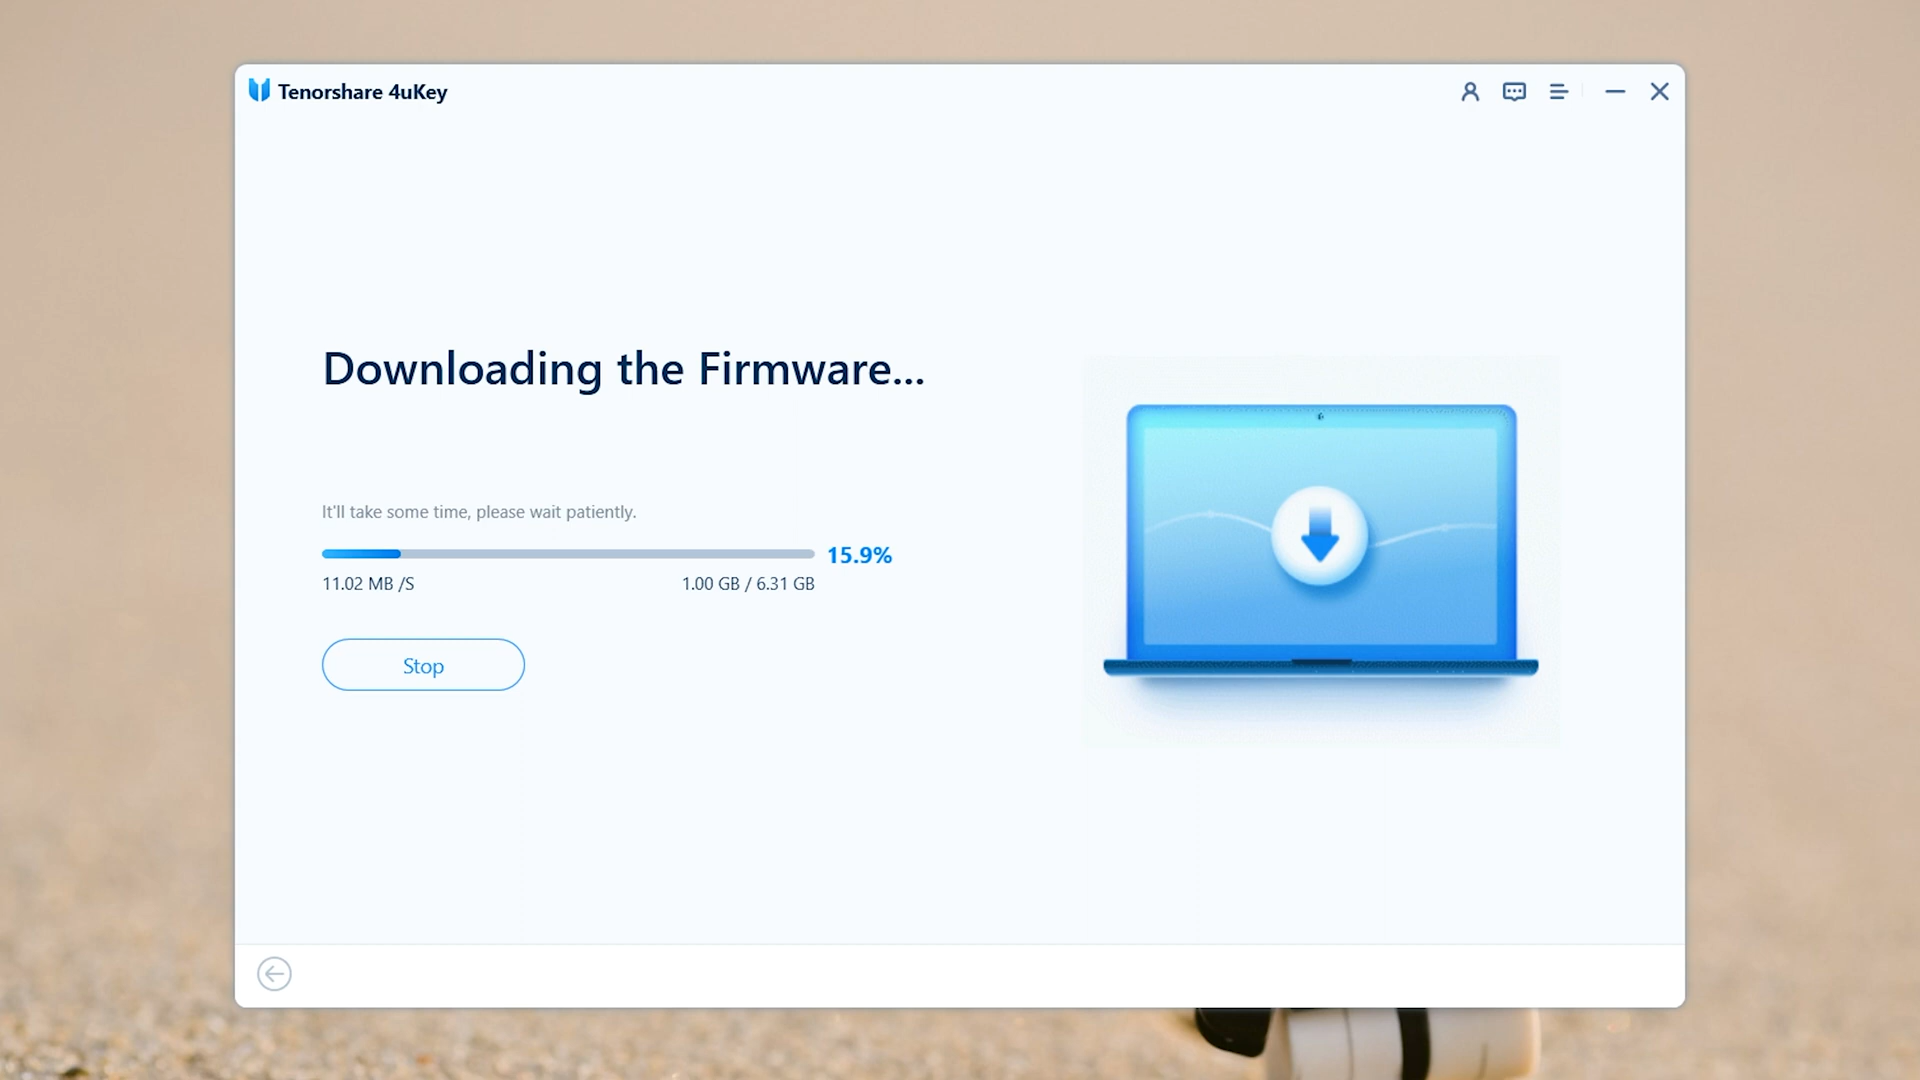 Tenorshare 4uKey
Downloading the Firmware...
It'll take some time, please wait patiently.
15.9%
11.02 MB /S
1.00 GB / 6.31 GB
Stop